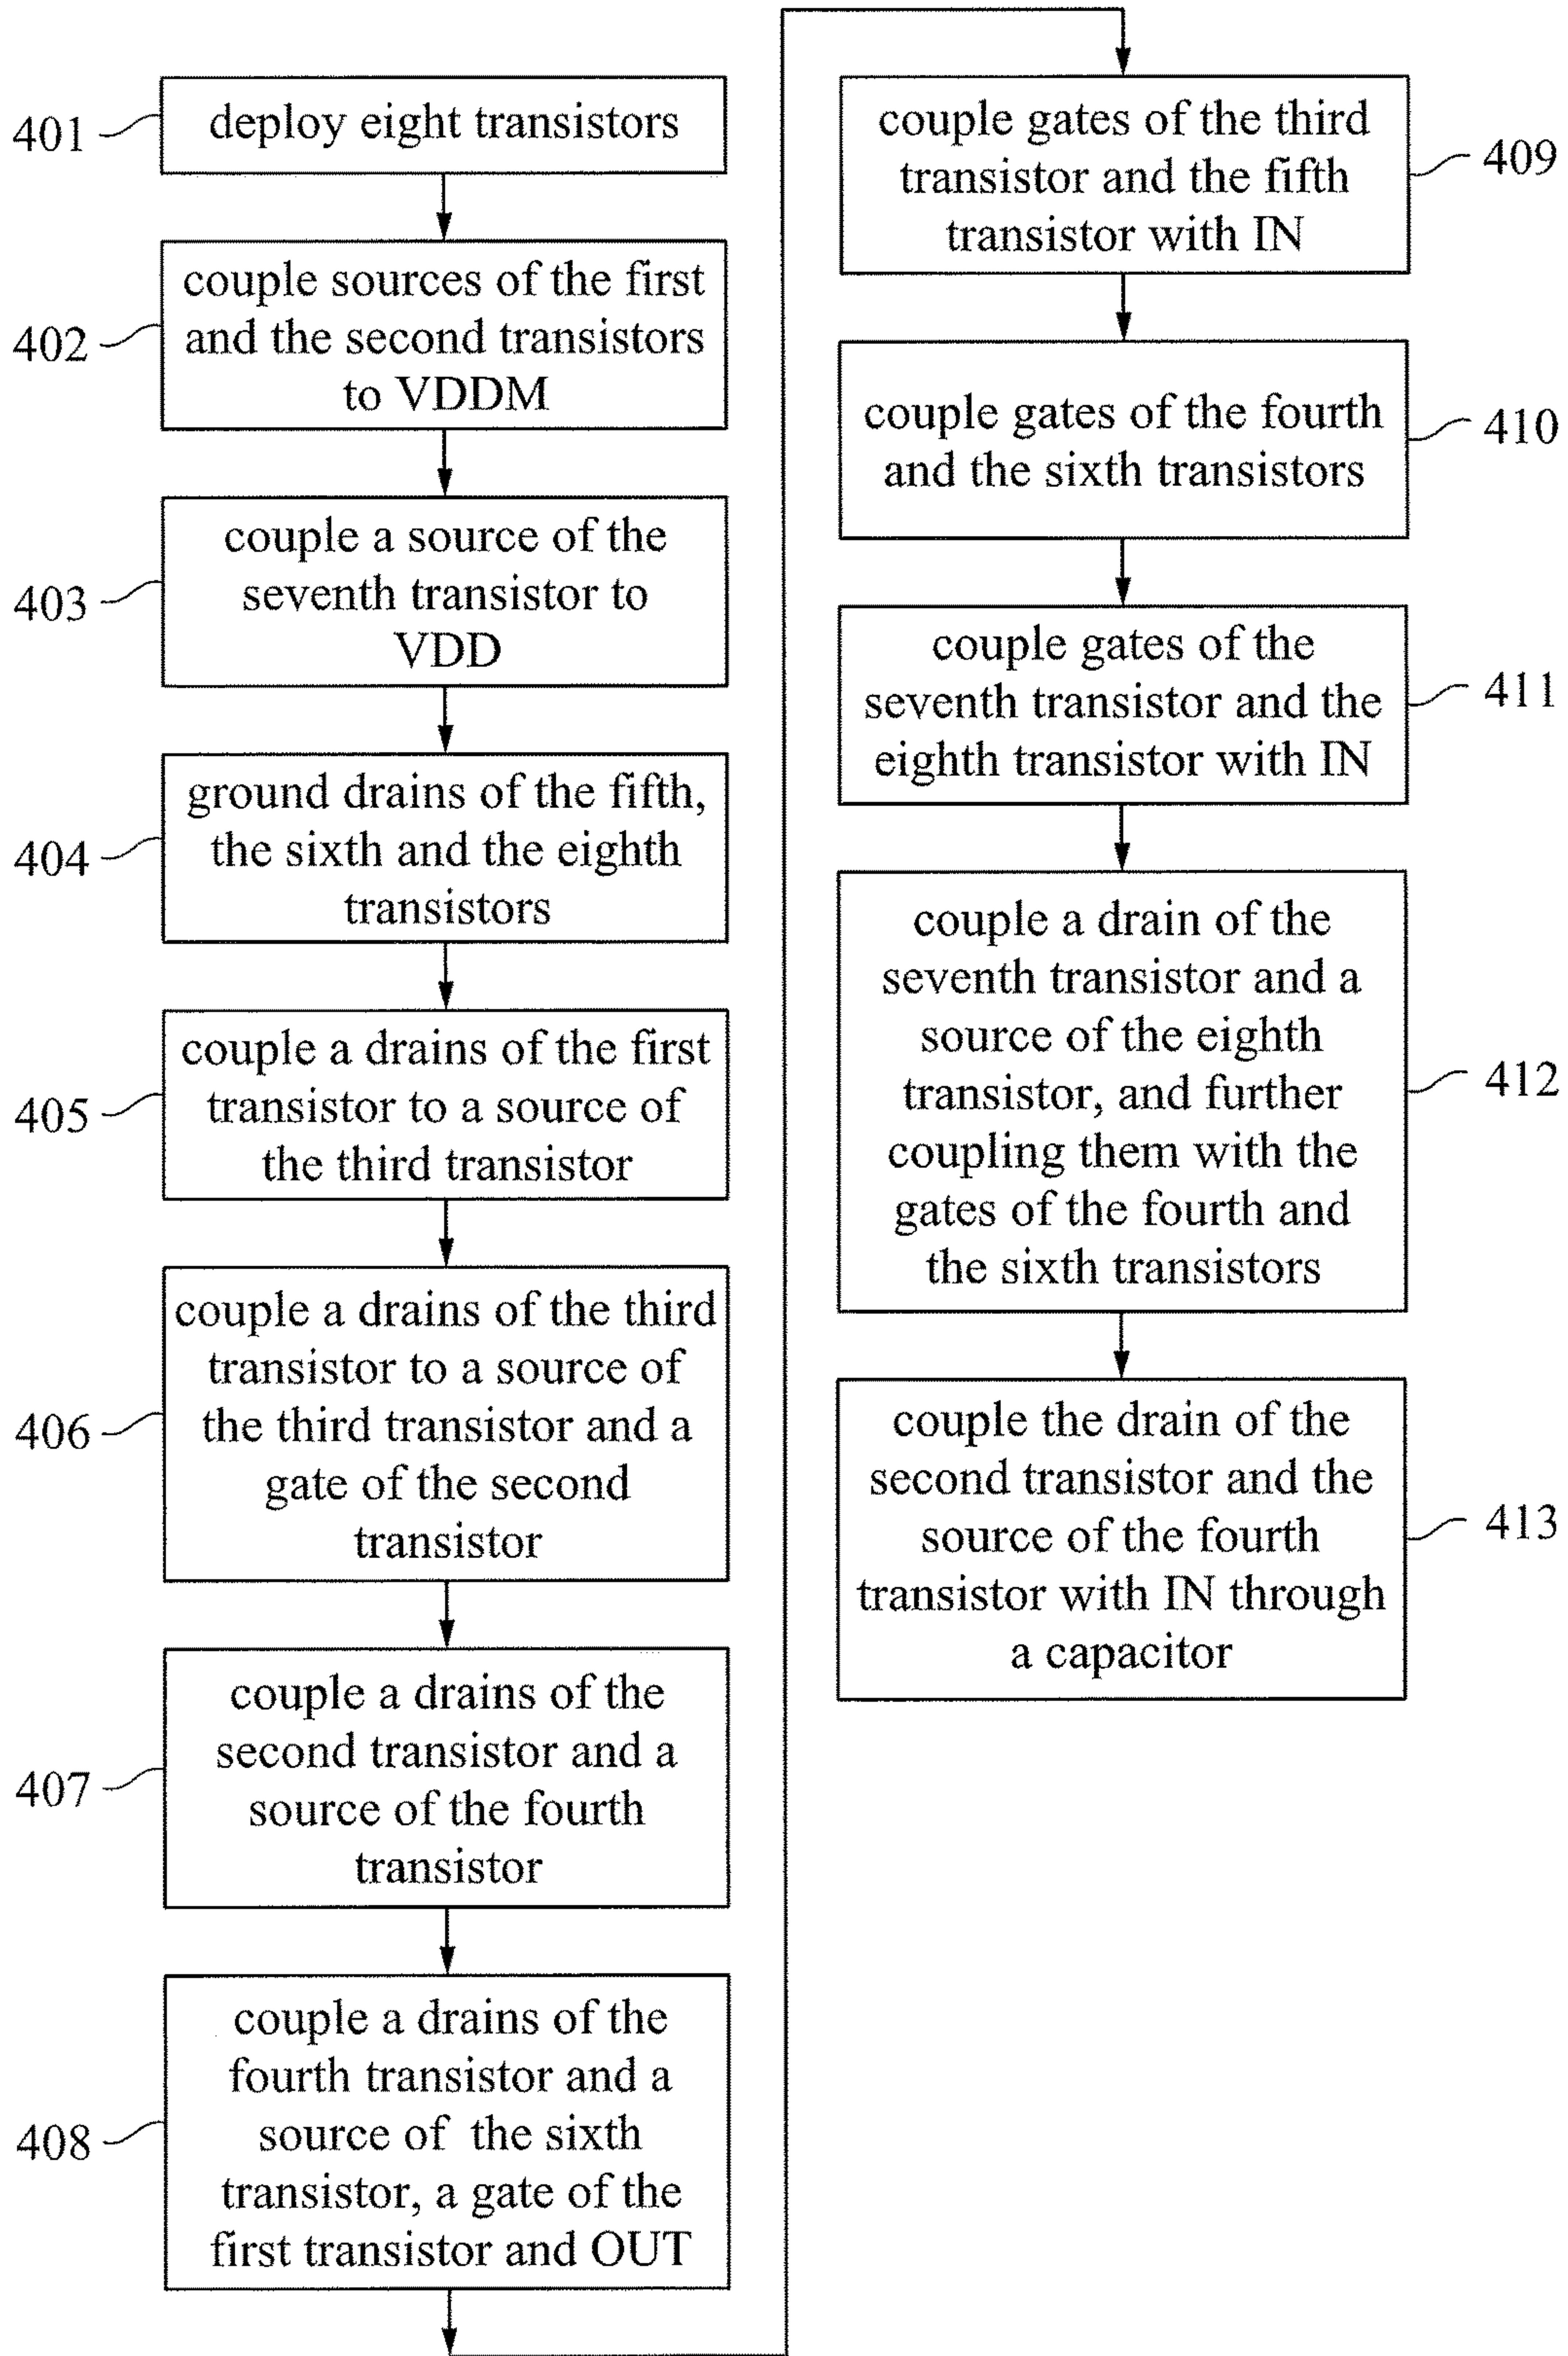 401
deploy eight transistors
402
couple sources of the first
and the second transistors
to VDDM
403
couple a source of the
seventh transistor to
VDD
404
ground drains of the fifth,
the sixth and the eighth
transistors
405
couple a drains of the first
transistor to a source of
the third transistor
406
couple a drains of the third
transistor to a source of
the third transistor and a
gate of the second
transistor
407
couple a drains of the
second transistor and a
source of the fourth
transistor
408
couple a drains of the
fourth transistor and a
source of the sixth
transistor, a gate of the
first transistor and OUT
couple gates of the third
transistor and the fifth
transistor with IN
409
couple gates of the fourth
and the sixth transistors
410
couple gates of the
seventh transistor and the
eighth transistor with IN
411
couple a drain of the
seventh transistor and a
source of the eighth
transistor, and further
coupling them with the
gates of the fourth and
the sixth transistors
412
couple the drain of the
second transistor and the
source of the fourth
transistor with IN through
a capacitor
413